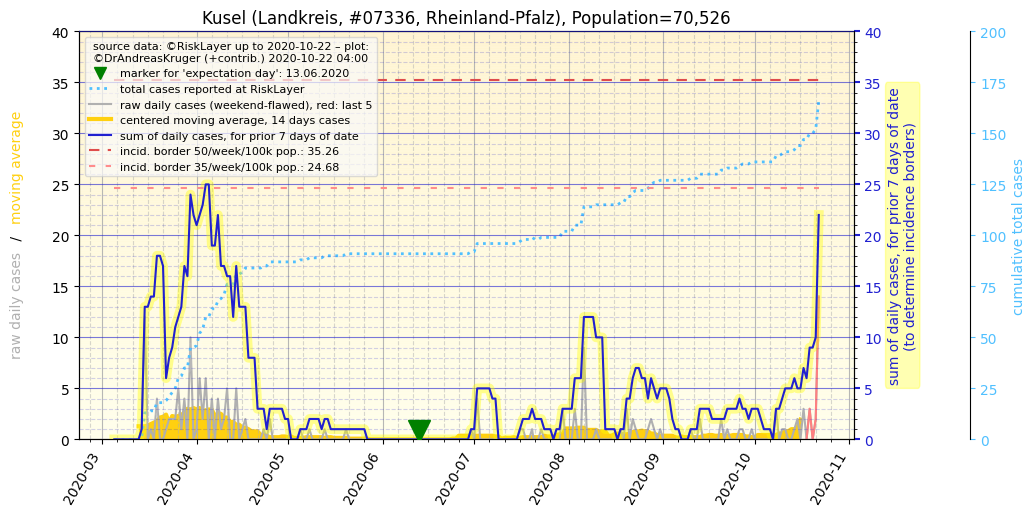 Kusel (Landkreis, #07336, Rheinland-Pfalz), Population=70,526
source data: ©RiskLayer up to 2020-10-22 – plot:
©DrAndreasKruger (+contrib.) 2020-10-22 04:00
marker for 'expectation day': 13.06.2020
total cases reported at RiskLayer
raw daily cases (weekend-flawed), red: last 5
centered moving average, 14 days cases
sum of daily cases, for prior 7 days of date
incid. border 50/week/100k pop.: 35.26
incid. border 35/week/100k pop.: 24.68
raw daily cases / moving average
40
35
30
25
20
15
10
5
0
2020-03
2020-04
2020-05
2020-06
2020-07
2020-08
2020-09
2020-10
2020-11
40
35
30
25
20
15
10
5
0
sum of daily cases, for prior 7 days of date
(to determine incidence borders)
200
175
150
125
100
75
50
25
0
cumulative total cases